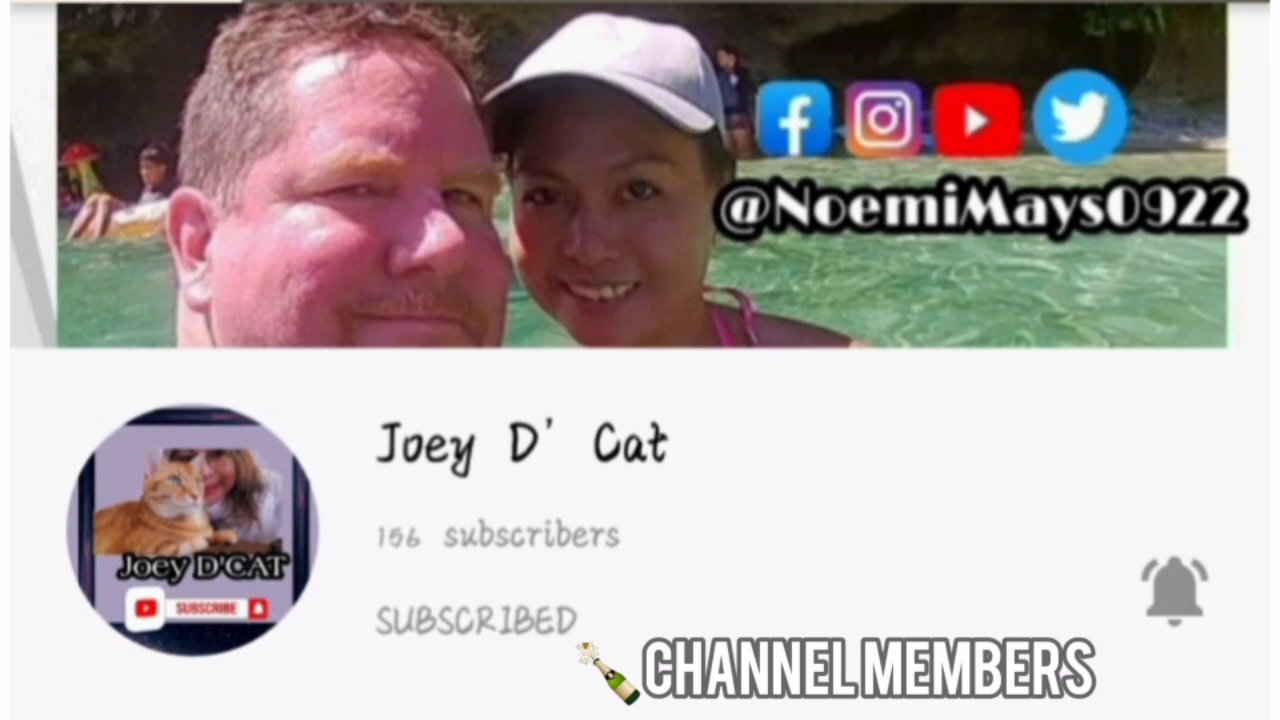 @NoemiMays0922
Joey D' Cat
156 subscribers
Joey D'CAT
SUBSCRIBE
SUBSCRIBED
CHANNEL MEMBERS